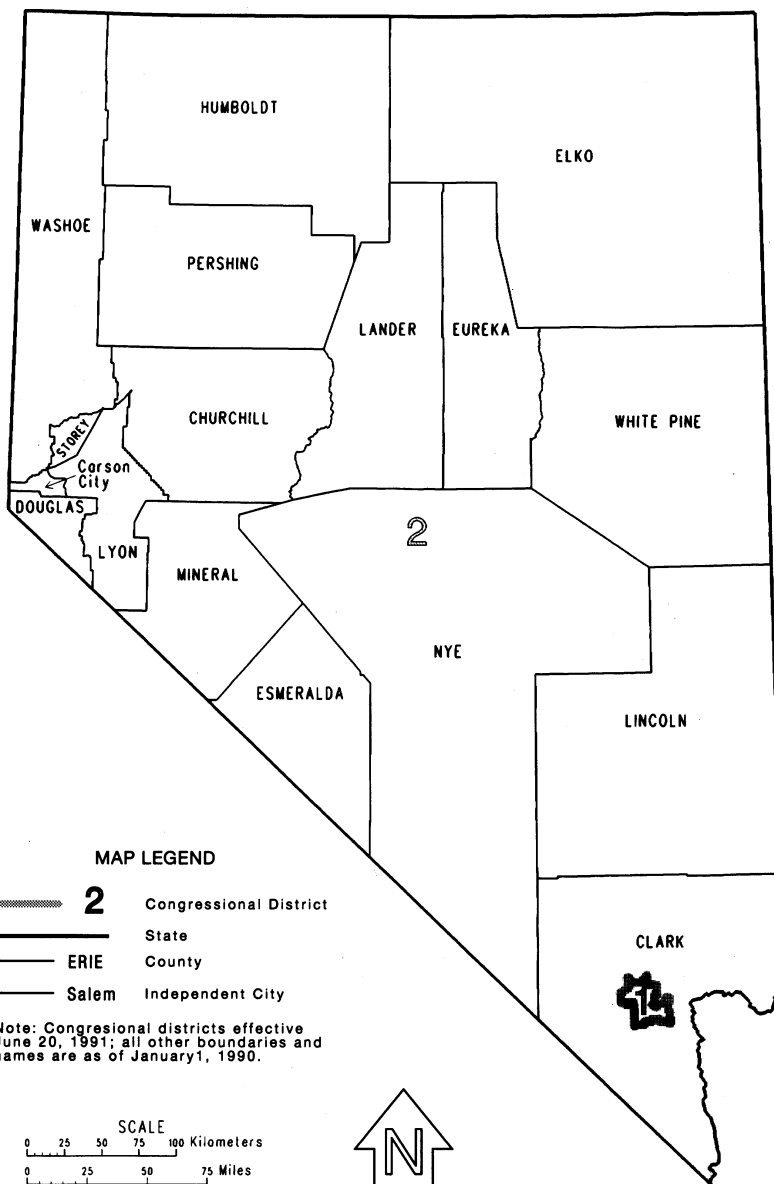 HUMBOLDT
ELKO
WASHOE
PERSHING
LANDER
EUREKA
CHURCHILL
WHITE PINE
STOREY
Carson
City
DOUGLAS
LYON
2
MINERAL
NYE
ESMERALDA
LINCOLN
CLARK
1
MAP LEGEND
2 Congressional District
State
ERIE County
Salem Independent City
Note: Congresional districts effective
June 20, 1991; all other boundaries and
names are as of January1, 1990.
SCALE
0 25 50 75 100 Kilometers
0 25 50 75 Miles
N